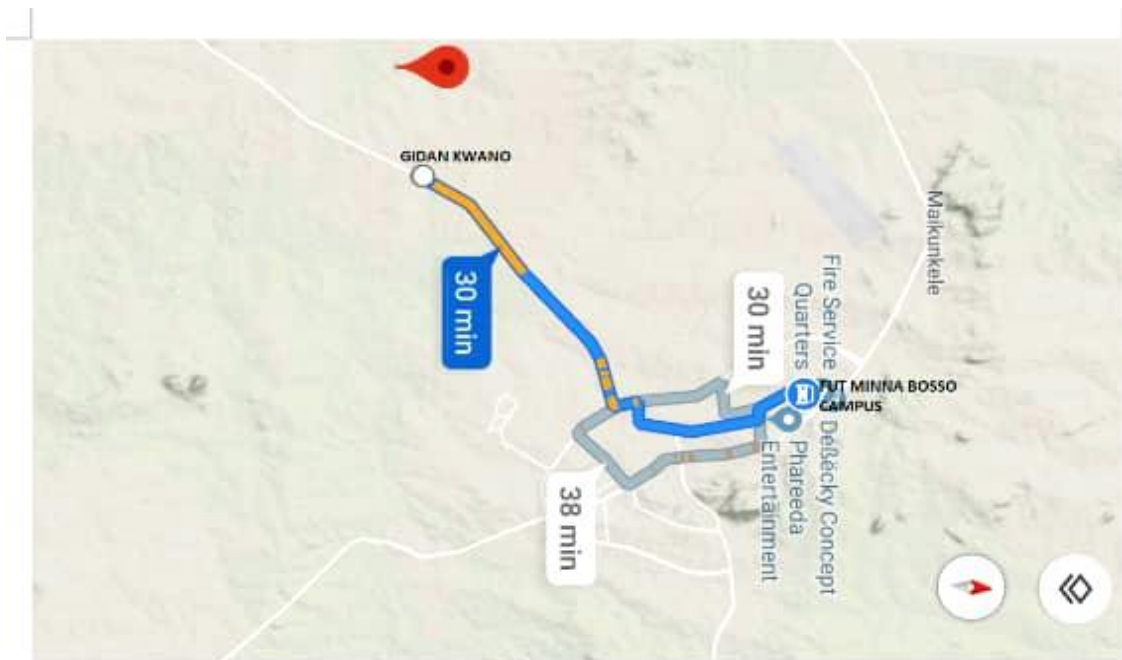 GIDAN KWANO
30 min
30 min
38 min
Maikunkele
Fire Service
Quarters
FUT MINNA BOSSO
CAMPUS
Deßëcky Concept
Phareeda
Entertainment